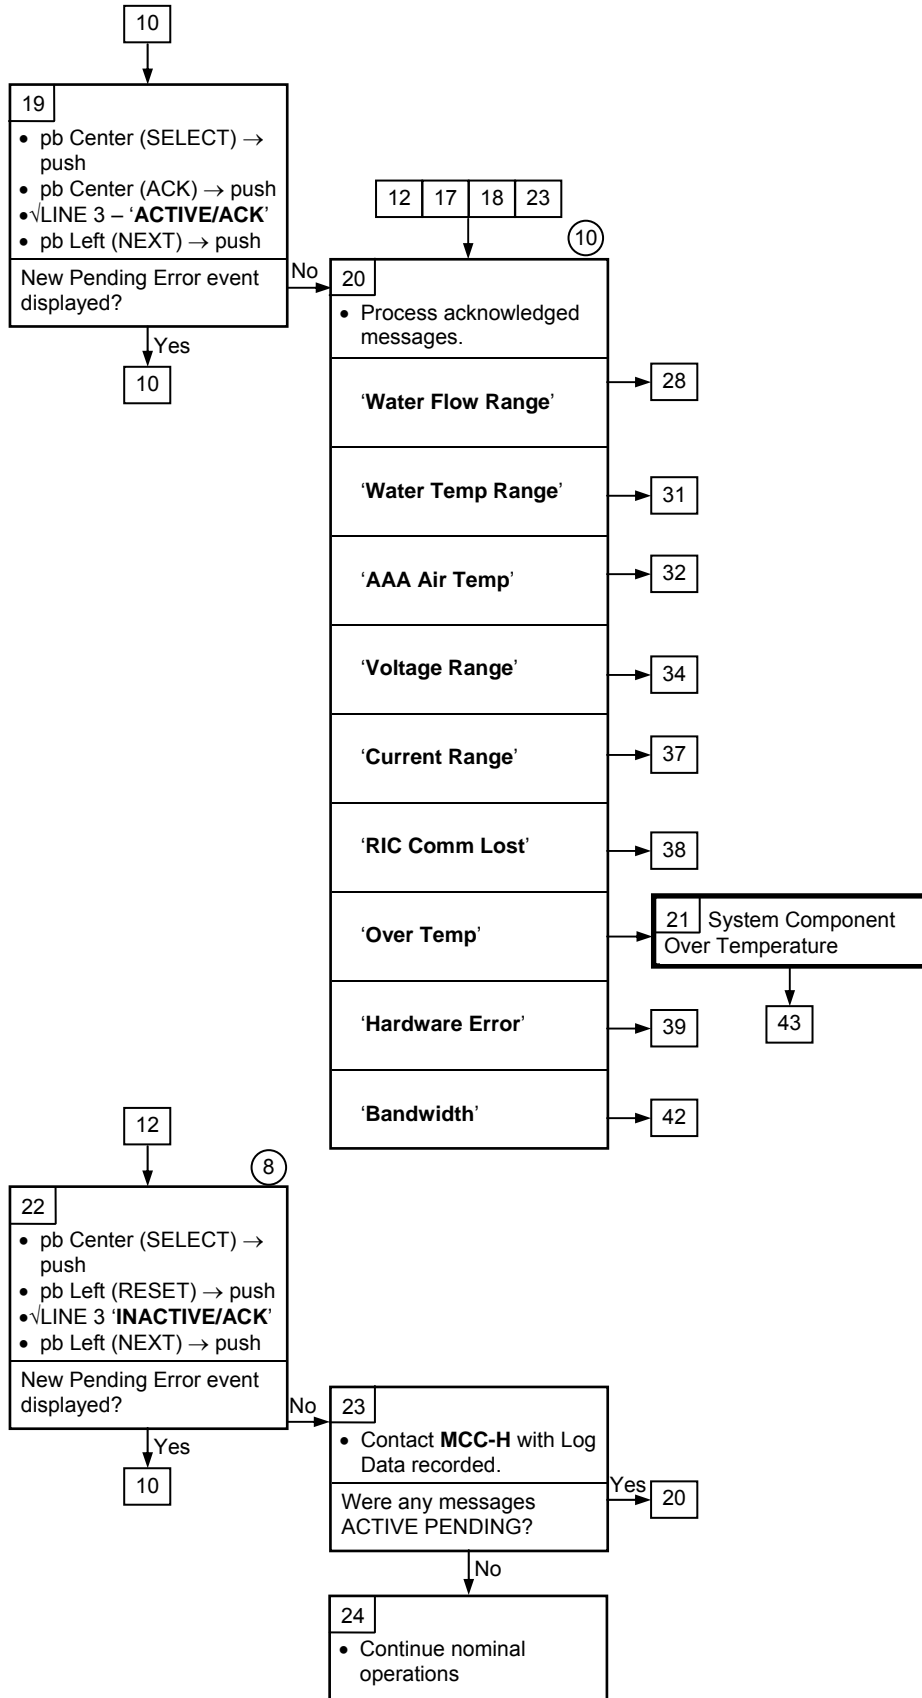 10
19
• pb Center (SELECT) →
push
• pb Center (ACK) → push
•√LINE 3 – ‘ACTIVE/ACK’
• pb Left (NEXT) → push
New Pending Error event
displayed?
No
Yes
10
12 17 18 23
10
20
• Process acknowledged
messages.
‘Water Flow Range’
28
‘Water Temp Range’
31
‘AAA Air Temp’
32
‘Voltage Range’
34
‘Current Range’
37
‘RIC Comm Lost’
38
‘Over Temp’
21 System Component
Over Temperature
43
‘Hardware Error’
39
‘Bandwidth’
42
12
8
22
• pb Center (SELECT) →
push
• pb Left (RESET) → push
•√LINE 3 ‘INACTIVE/ACK’
• pb Left (NEXT) → push
New Pending Error event
displayed?
No
Yes
10
23
• Contact MCC-H with Log
Data recorded.
Were any messages
ACTIVE PENDING?
Yes
20
No
24
• Continue nominal
operations